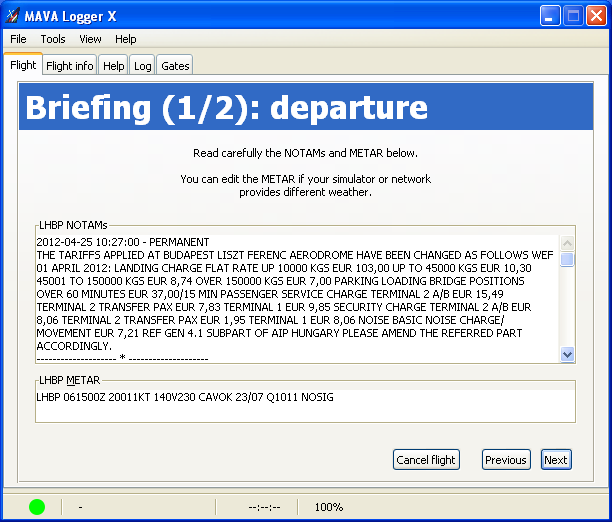 MAVA Logger X
File Tools View Help
Flight Flight info Help Log Gates
Briefing (1/2): departure
Read carefully the NOTAMs and METAR below.
You can edit the METAR if your simulator or network
provides different weather.
LHBP NOTAMs
2012-04-25 10:27:00 - PERMANENT
THE TARIFFS APPLIED AT BUDAPEST LISZT FERENC AERODROME HAVE BEEN CHANGED AS FOLLOWS WEF
01 APRIL 2012: LANDING CHARGE FLAT RATE UP 10000 KGS EUR 103,00 UP TO 45000 KGS EUR 10,30
45001 TO 150000 KGS EUR 8,74 OVER 150000 KGS EUR 7,00 PARKING LOADING BRIDGE POSITIONS
OVER 60 MINUTES EUR 37,00/15 MIN PASSENGER SERVICE CHARGE TERMINAL 2 A/B EUR 15,49
TERMINAL 2 TRANSFER PAX EUR 7,83 TERMINAL 1 EUR 9,85 SECURITY CHARGE TERMINAL 2 A/B EUR
8,06 TERMINAL 2 TRANSFER PAX EUR 1,95 TERMINAL 1 EUR 8,06 NOISE BASIC NOISE CHARGE/
MOVEMENT EUR 7,21 REF GEN 4.1 SUBPART OF AIP HUNGARY PLEASE AMEND THE REFERRED PART
ACCORDINGLY.
-------------------- * --------------------
LHBP METAR
LHBP 061500Z 20011KT 140V230 CAVOK 23/07 Q1011 NOSIG
Cancel flight Previous Next
- --:--:-- 100%